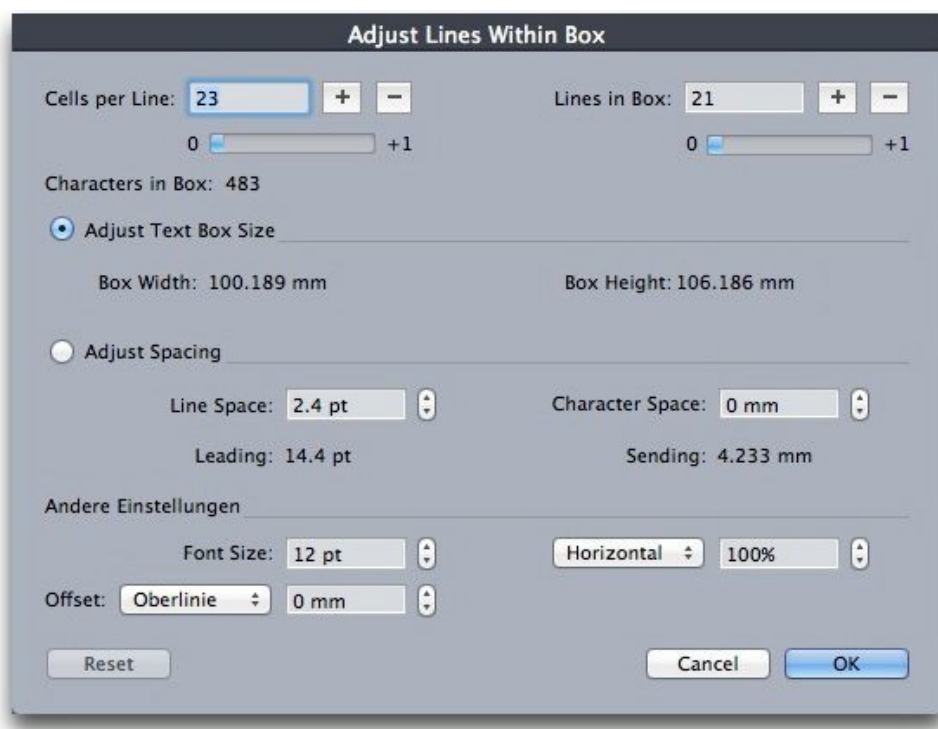 Adjust Lines Within Box
Cells per Line: 23 + − Lines in Box: 21 + −
0 +1 0 +1
Characters in Box: 483
Adjust Text Box Size
Box Width: 100.189 mm Box Height: 106.186 mm
Adjust Spacing
Line Space: 2.4 pt Character Space: 0 mm
Leading: 14.4 pt Sending: 4.233 mm
Andere Einstellungen
Font Size: 12 pt Horizontal 100%
Offset: Oberlinie 0 mm
Reset Cancel OK